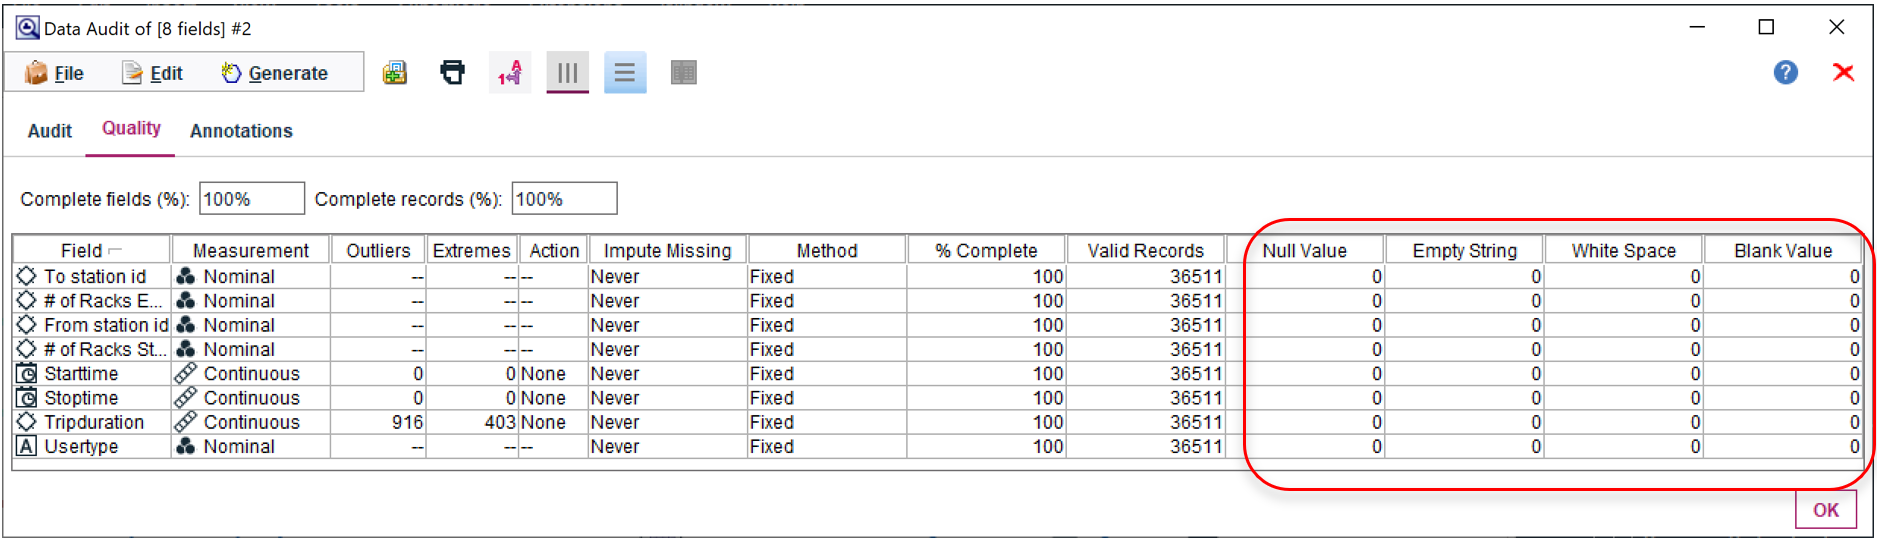 Data Audit of [8 fields] #2
File Edit Generate
Audit Quality Annotations
Complete fields (%): 100% Complete records (%): 100%
Field Measurement Outliers Extremes Action Impute Missing Method % Complete Valid Records Null Value Empty String White Space Blank Value
To station id Nominal -- -- -- Never Fixed 100 36511 0 0 0 0
# of Racks E... Nominal -- -- -- Never Fixed 100 36511 0 0 0 0
From station id Nominal -- -- -- Never Fixed 100 36511 0 0 0 0
# of Racks St... Nominal -- -- -- Never Fixed 100 36511 0 0 0 0
Starttime Continuous 0 0 None Never Fixed 100 36511 0 0 0 0
Stoptime Continuous 0 0 None Never Fixed 100 36511 0 0 0 0
Tripduration Continuous 916 403 None Never Fixed 100 36511 0 0 0 0
A Usertype Nominal -- -- -- Never Fixed 100 36511 0 0 0 0
OK